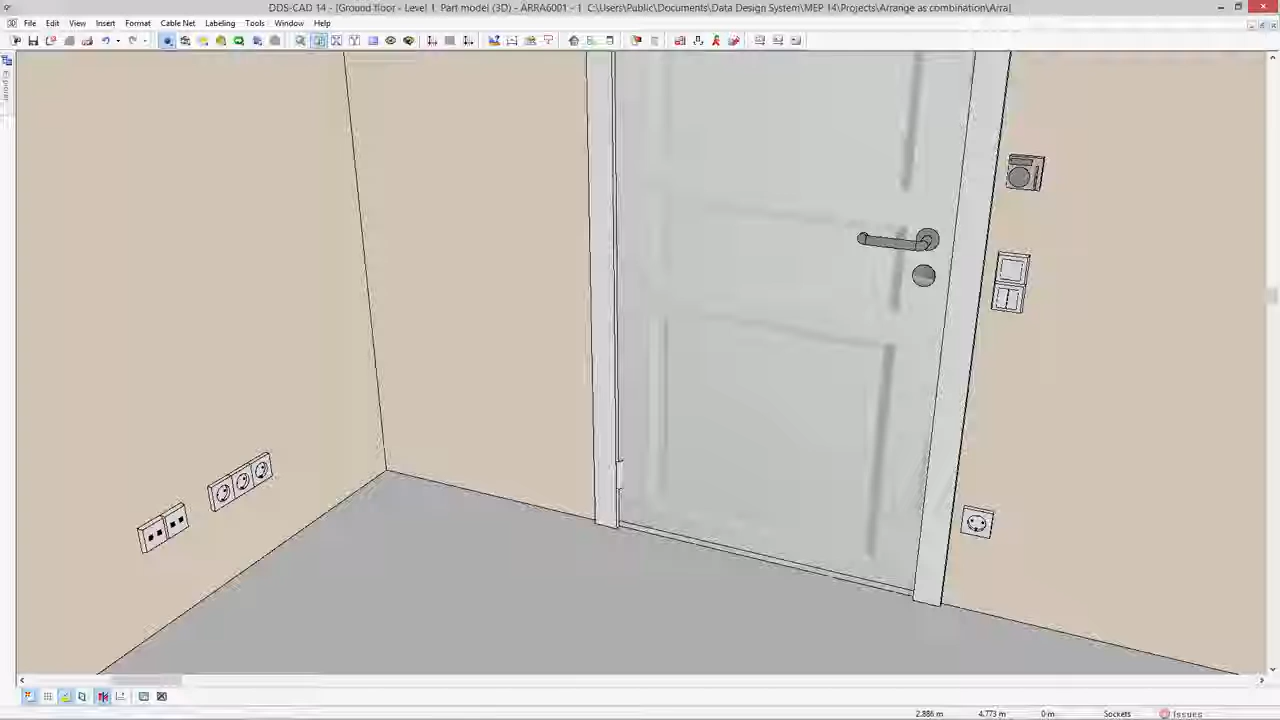 DDS-CAD 14 - [Ground floor - Level 1 Part model (3D) - ARRA6001 - 1 C:\Users\Public\Documents\Data Design System\MEP 14\Projects\Arrange as combination\Arra]
File Edit View Insert Format Cable Net Labeling Tools Window Help
Explorer
2.886 m 4.773 m 0 m Sockets Issues